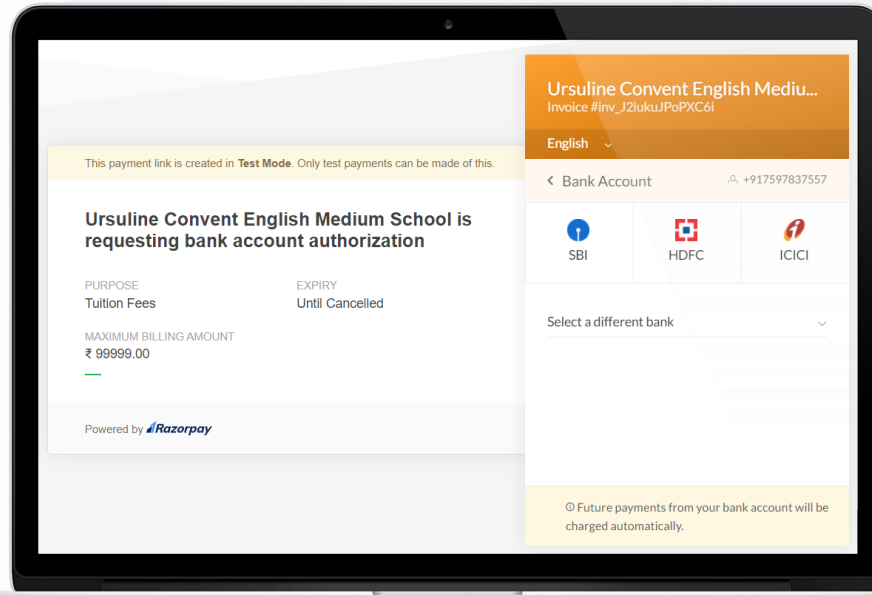 This payment link is created in Test Mode. Only test payments can be made of this.
Ursuline Convent English Medium School is
requesting bank account authorization
PURPOSE
Tuition Fees
EXPIRY
Until Cancelled
MAXIMUM BILLING AMOUNT
₹ 99999.00
Powered by Razorpay
Ursuline Convent English Mediu...
Invoice #inv_J2iukuJPoPXC6i
English
Bank Account
+917597837557
SBI
HDFC
ICICI
Select a different bank
Future payments from your bank account will be
charged automatically.